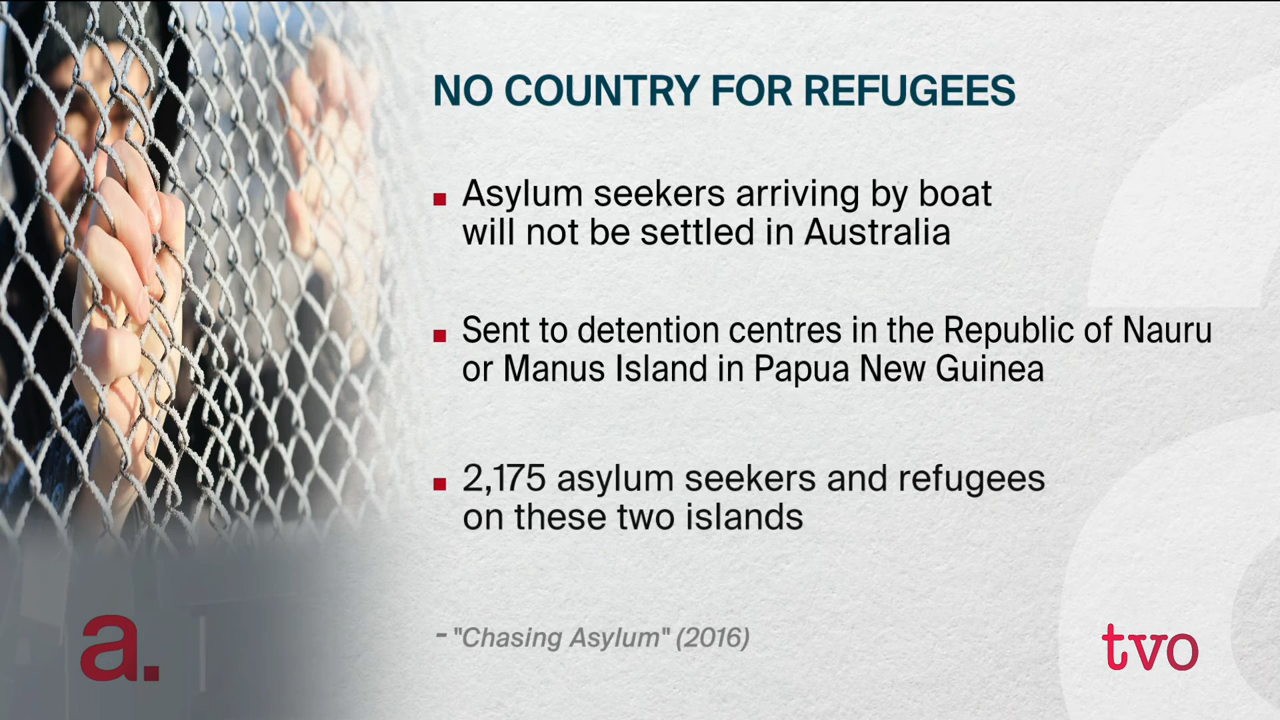 NO COUNTRY FOR REFUGEES
▪ Asylum seekers arriving by boat
will not be settled in Australia
▪ Sent to detention centres in the Republic of Nauru
or Manus Island in Papua New Guinea
▪ 2,175 asylum seekers and refugees
on these two islands
- "Chasing Asylum" (2016)
a.
tvo